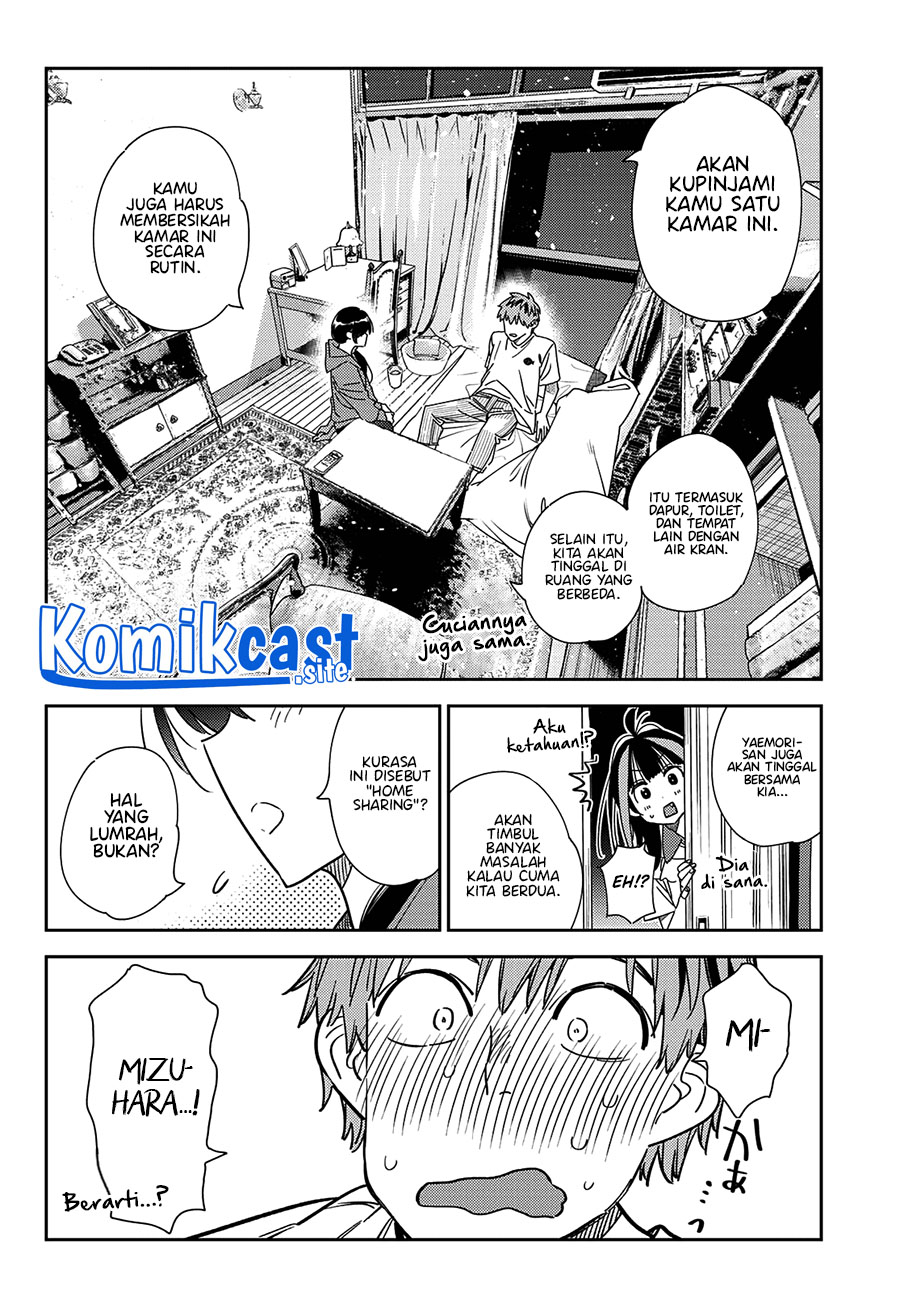 AKAN
KUPINJAMI
KAMU SATU
KAMAR INI.
KAMU
JUGA HARUS
MEMBERSIKAH
KAMAR INI
SECARA
RUTIN.
ITU TERMASUK
DAPUR, TOILET,
DAN TEMPAT
LAIN DENGAN
AIR KRAN.
SELAIN ITU,
KITA AKAN
TINGGAL DI
RUANG YANG
BERBEDA.
Cuciannya
juga sama.
Komikcast
.site
YAEMORI-
SAN JUGA
AKAN TINGGAL
BERSAMA
KIA...
Dia
di sana.
EH!?
Aku
ketahuan!?
AKAN
TIMBUL
BANYAK
MASALAH
KALAU CUMA
KITA BERDUA.
KURASA
INI DISEBUT
"HOME
SHARING"?
HAL
YANG
LUMRAH,
BUKAN?
MI-
かぁ…っ
MIZU-
HARA...!
Berarti...?